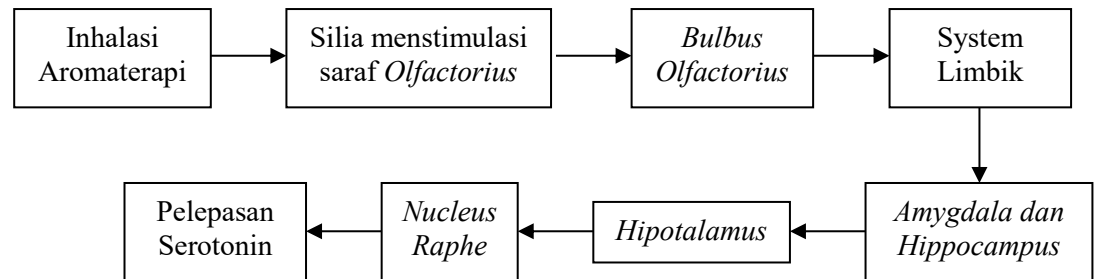 Inhalasi
Aromaterapi
Silia menstimulasi
saraf Olfactorius
Bulbus
Olfactorius
System
Limbik
Amygdala dan
Hippocampus
Hipotalamus
Nucleus
Raphe
Pelepasan
Serotonin